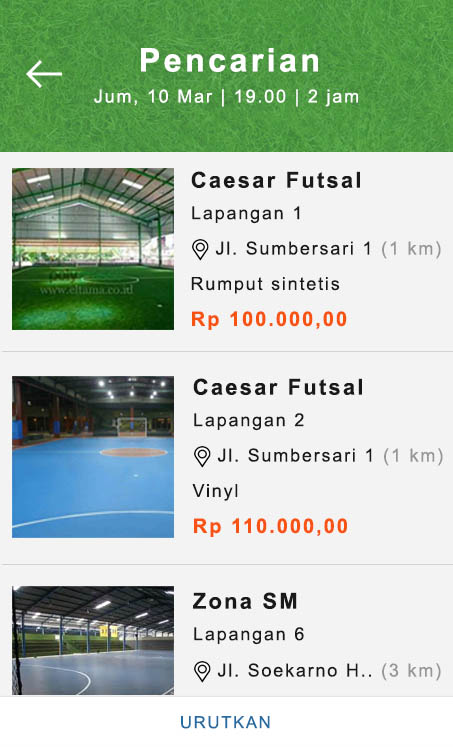 Pencarian
Jum, 10 Mar | 19.00 | 2 jam
Caesar Futsal
Lapangan 1
Jl. Sumbersari 1 (1 km)
Rumput sintetis
www.eltama.co.id
Rp 100.000,00
Caesar Futsal
Lapangan 2
Jl. Sumbersari 1 (1 km)
Vinyl
Rp 110.000,00
Zona SM
Lapangan 6
Jl. Soekarno H.. (3 km)
URUTKAN